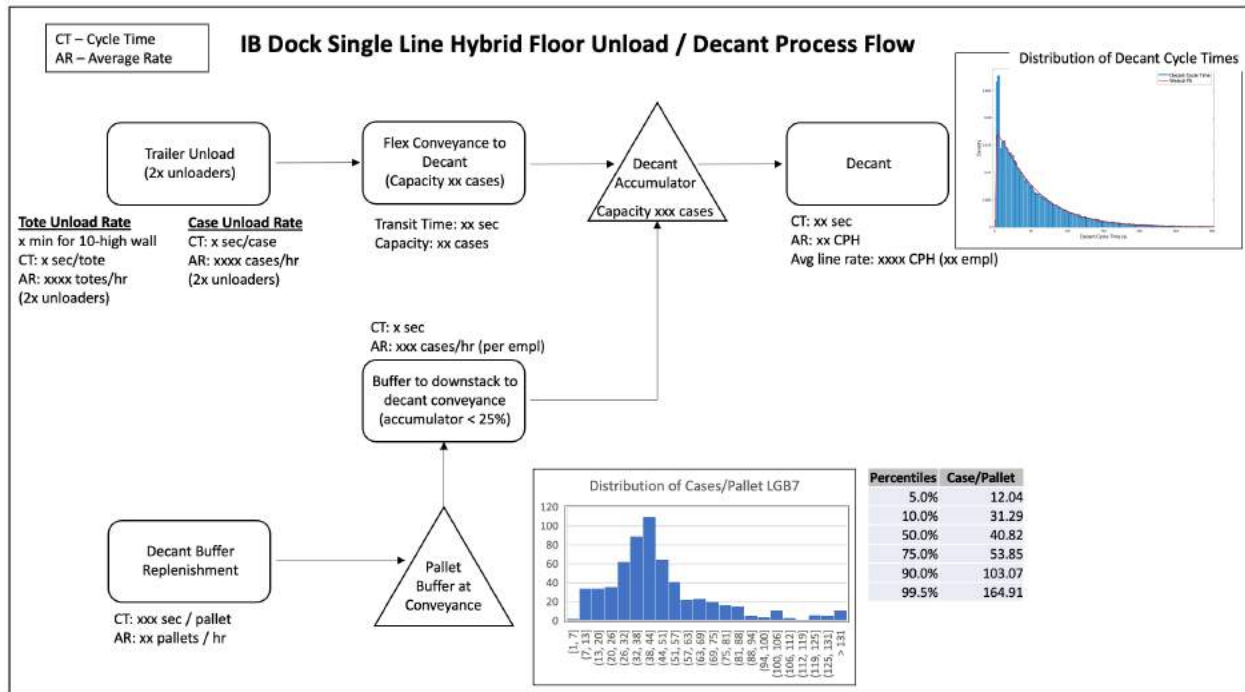 CT – Cycle Time
AR – Average Rate
IB Dock Single Line Hybrid Floor Unload / Decant Process Flow
Distribution of Decant Cycle Times
Decant Cycle Time
Density
Decant Cycle Time (s)
Trailer Unload
(2x unloaders)
Flex Conveyance to
Decant
(Capacity xx cases)
Decant
Accumulator
Capacity xxx cases
Decant
Tote Unload Rate
x min for 10-high wall
CT: x sec/tote
AR: xxxx totes/hr
(2x unloaders)
Case Unload Rate
CT: x sec/case
AR: xxxx cases/hr
(2x unloaders)
Transit Time: xx sec
Capacity: xx cases
CT: xx sec
AR: xx CPH
Avg line rate: xxxx CPH (xx empl)
CT: x sec
AR: xxx cases/hr (per empl)
Buffer to downstack to
decant conveyance
(accumulator < 25%)
Decant Buffer
Replenishment
CT: xxx sec / pallet
AR: xx pallets / hr
Pallet
Buffer at
Conveyance
Distribution of Cases/Pallet LGB7
120
100
80
60
40
20
0
[1, 7]
(7, 13]
(13, 20]
(20, 26]
(26, 32]
(32, 38]
(38, 44]
(44, 51]
(51, 57]
(57, 63]
(63, 69]
(69, 75]
(75, 81]
(81, 88]
(88, 94]
(94, 100]
(100, 106]
(106, 112]
(112, 119]
(119, 125]
(125, 131]
> 131
Percentiles Case/Pallet
5.0% 12.04
10.0% 31.29
50.0% 40.82
75.0% 53.85
90.0% 103.07
99.5% 164.91